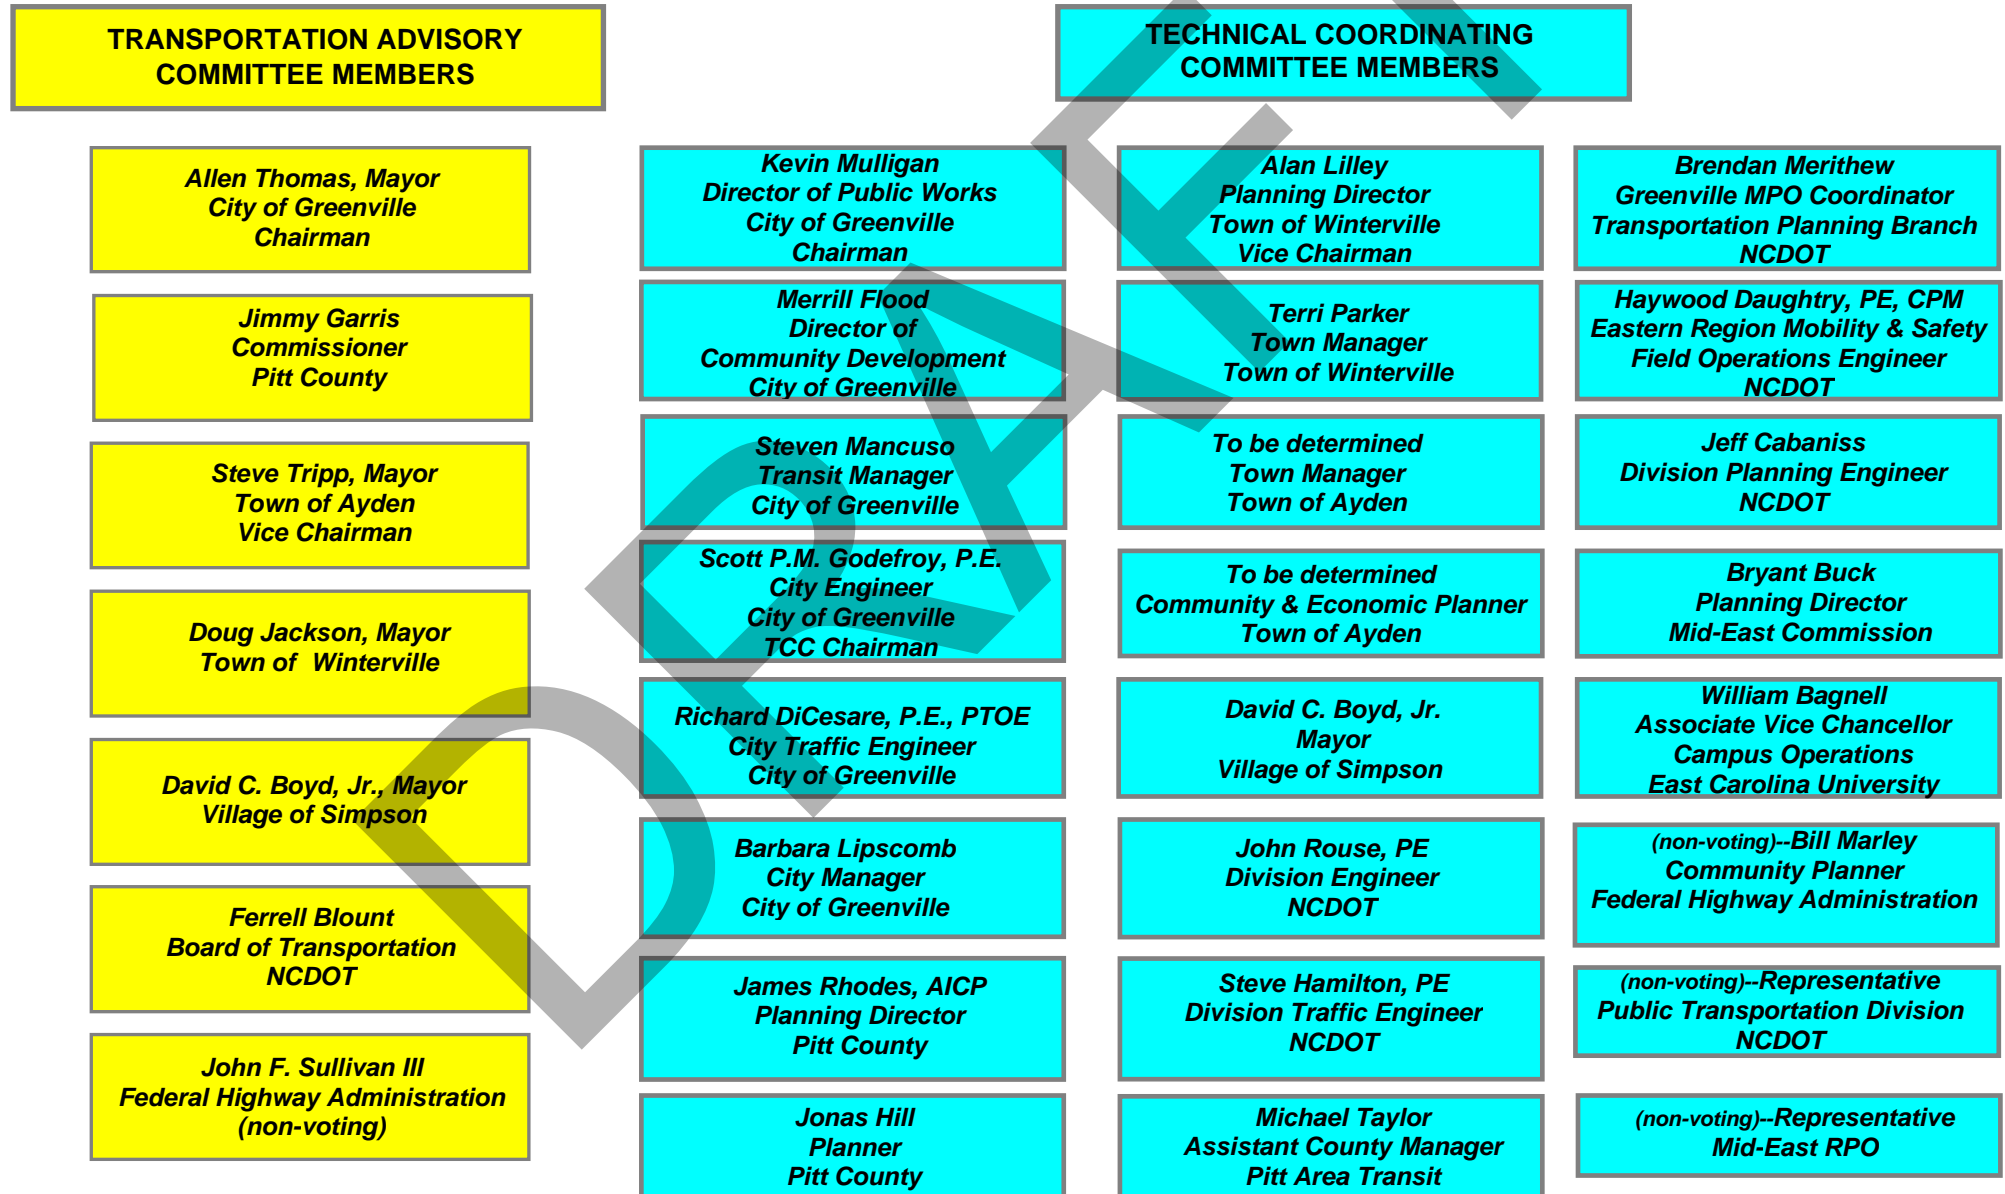 TRANSPORTATION ADVISORY
COMMITTEE MEMBERS
Allen Thomas, Mayor
City of Greenville
Chairman
Jimmy Garris
Commissioner
Pitt County
Steve Tripp, Mayor
Town of Ayden
Vice Chairman
Doug Jackson, Mayor
Town of Winterville
David C. Boyd, Jr., Mayor
Village of Simpson
Ferrell Blount
Board of Transportation
NCDOT
John F. Sullivan III
Federal Highway Administration
(non-voting)
TECHNICAL COORDINATING
COMMITTEE MEMBERS
Kevin Mulligan
Director of Public Works
City of Greenville
Chairman
Merrill Flood
Director of
Community Development
City of Greenville
Steven Mancuso
Transit Manager
City of Greenville
Scott P.M. Godefroy, P.E.
City Engineer
City of Greenville
TCC Chairman
Richard DiCesare, P.E., PTOE
City Traffic Engineer
City of Greenville
Barbara Lipscomb
City Manager
City of Greenville
James Rhodes, AICP
Planning Director
Pitt County
Jonas Hill
Planner
Pitt County
Alan Lilley
Planning Director
Town of Winterville
Vice Chairman
Terri Parker
Town Manager
Town of Winterville
To be determined
Town Manager
Town of Ayden
To be determined
Community & Economic Planner
Town of Ayden
David C. Boyd, Jr.
Mayor
Village of Simpson
John Rouse, PE
Division Engineer
NCDOT
Steve Hamilton, PE
Division Traffic Engineer
NCDOT
Michael Taylor
Assistant County Manager
Pitt Area Transit
Brendan Merithew
Greenville MPO Coordinator
Transportation Planning Branch
NCDOT
Haywood Daughtry, PE, CPM
Eastern Region Mobility & Safety
Field Operations Engineer
NCDOT
Jeff Cabaniss
Division Planning Engineer
NCDOT
Bryant Buck
Planning Director
Mid-East Commission
William Bagnell
Associate Vice Chancellor
Campus Operations
East Carolina University
(non-voting)--Bill Marley
Community Planner
Federal Highway Administration
(non-voting)--Representative
Public Transportation Division
NCDOT
(non-voting)--Representative
Mid-East RPO
DRAFT